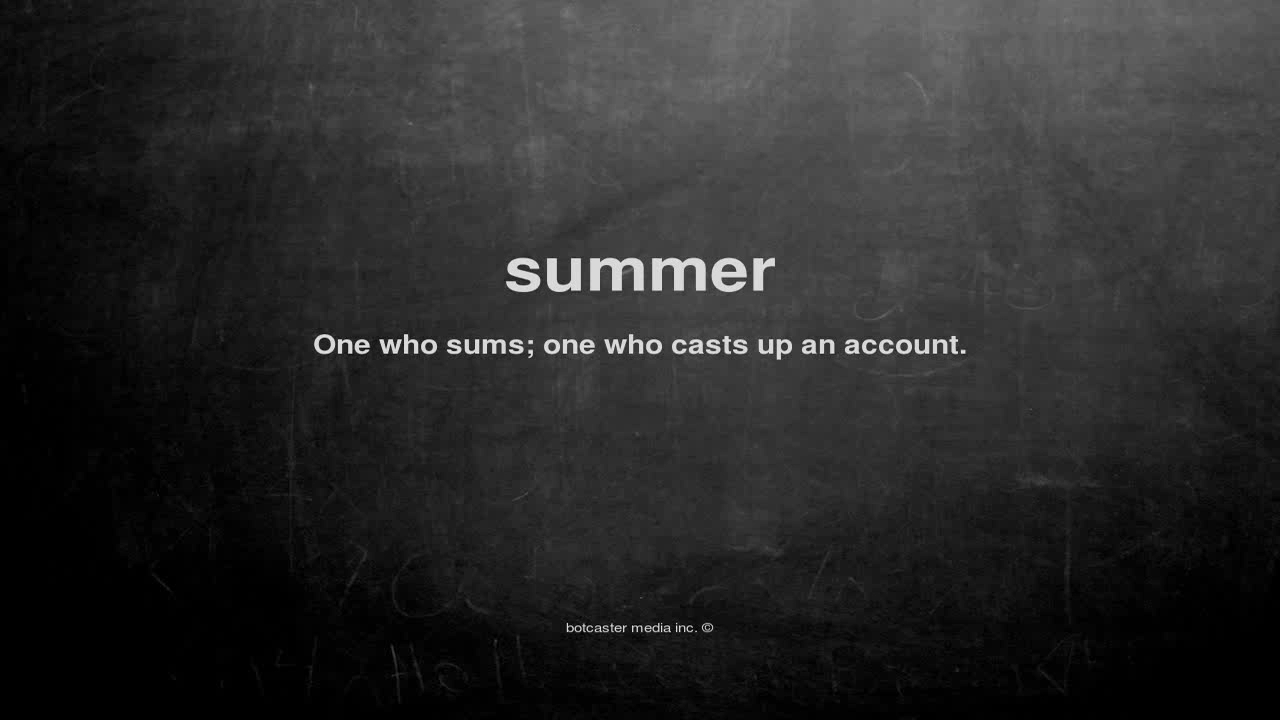 summer
One who sums; one who casts up an account.
botcaster media inc. ©